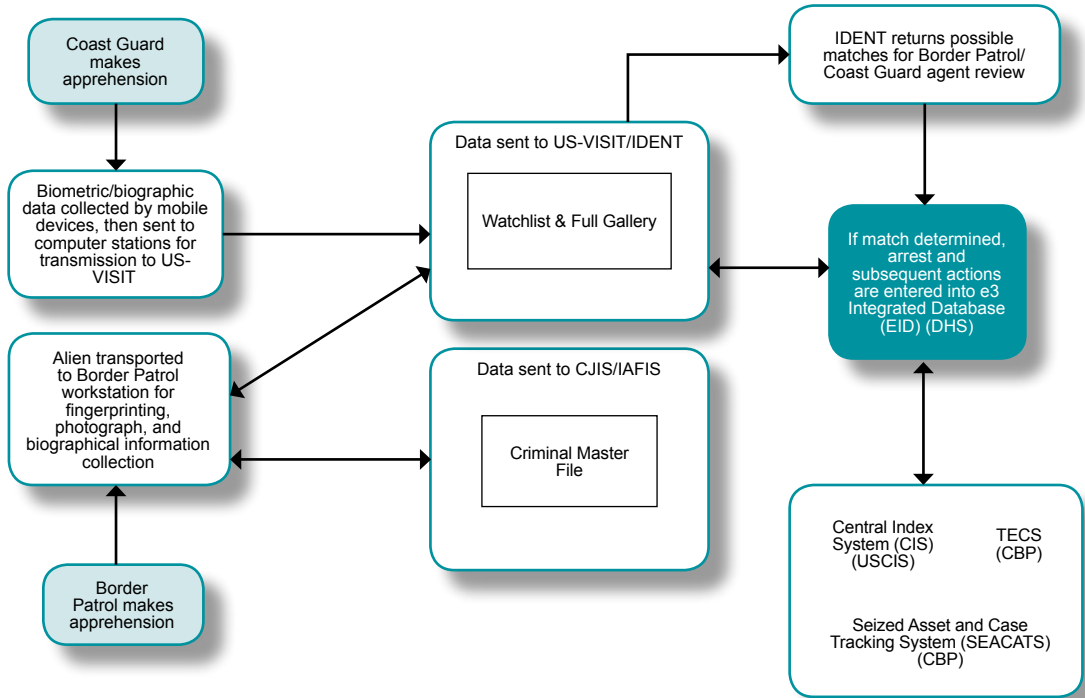 Coast Guard
makes
apprehension
IDENT returns possible
matches for Border Patrol/
Coast Guard agent review
Data sent to US-VISIT/IDENT
Watchlist & Full Gallery
Biometric/biographic
data collected by mobile
devices, then sent to
computer stations for
transmission to US-
VISIT
If match determined,
arrest and
subsequent actions
are entered into e3
Integrated Database
(EID) (DHS)
Alien transported
to Border Patrol
workstation for
fingerprinting,
photograph, and
biographical information
collection
Data sent to CJIS/IAFIS
Criminal Master
File
Border
Patrol makes
apprehension
Central Index
System (CIS)
(USCIS)
TECS
(CBP)
Seized Asset and Case
Tracking System (SEACATS)
(CBP)